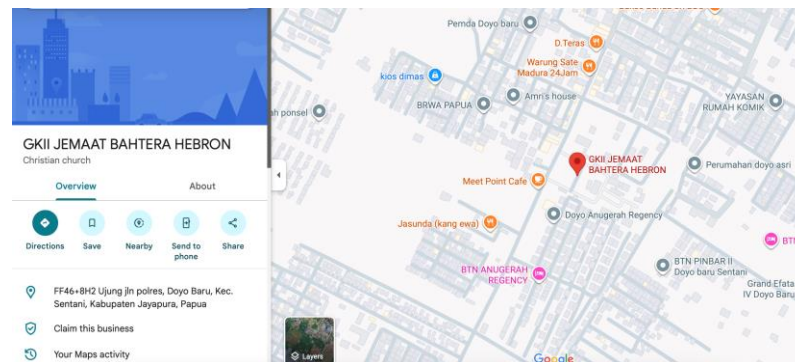 GKII JEMAAT BAHTERA HEBRON
Christian church
Overview
About
Directions
Save
Nearby
Send to
phone
Share
FF46+8H2 Ujung jln polres, Doyo Baru, Kec.
Sentani, Kabupaten Jayapura, Papua
Claim this business
Your Maps activity
Pemda Doyo baru
D.Teras
Warung Sate
Madura 24Jam
kios dimas
BRWA PAPUA
Amri's house
YAYASAN
RUMAH KOMIK
ah ponsel
GKII JEMAAT
BAHTERA HEBRON
Perumahan doyo asri
Meet Point Cafe
Doyo Anugerah Regency
Jasunda (kang ewa)
BTN
BTN PINBAR II
Doyo baru Sentani
BTN ANUGERAH
REGENCY
Grand Efata
IV Doyo Baru
Layers
Google